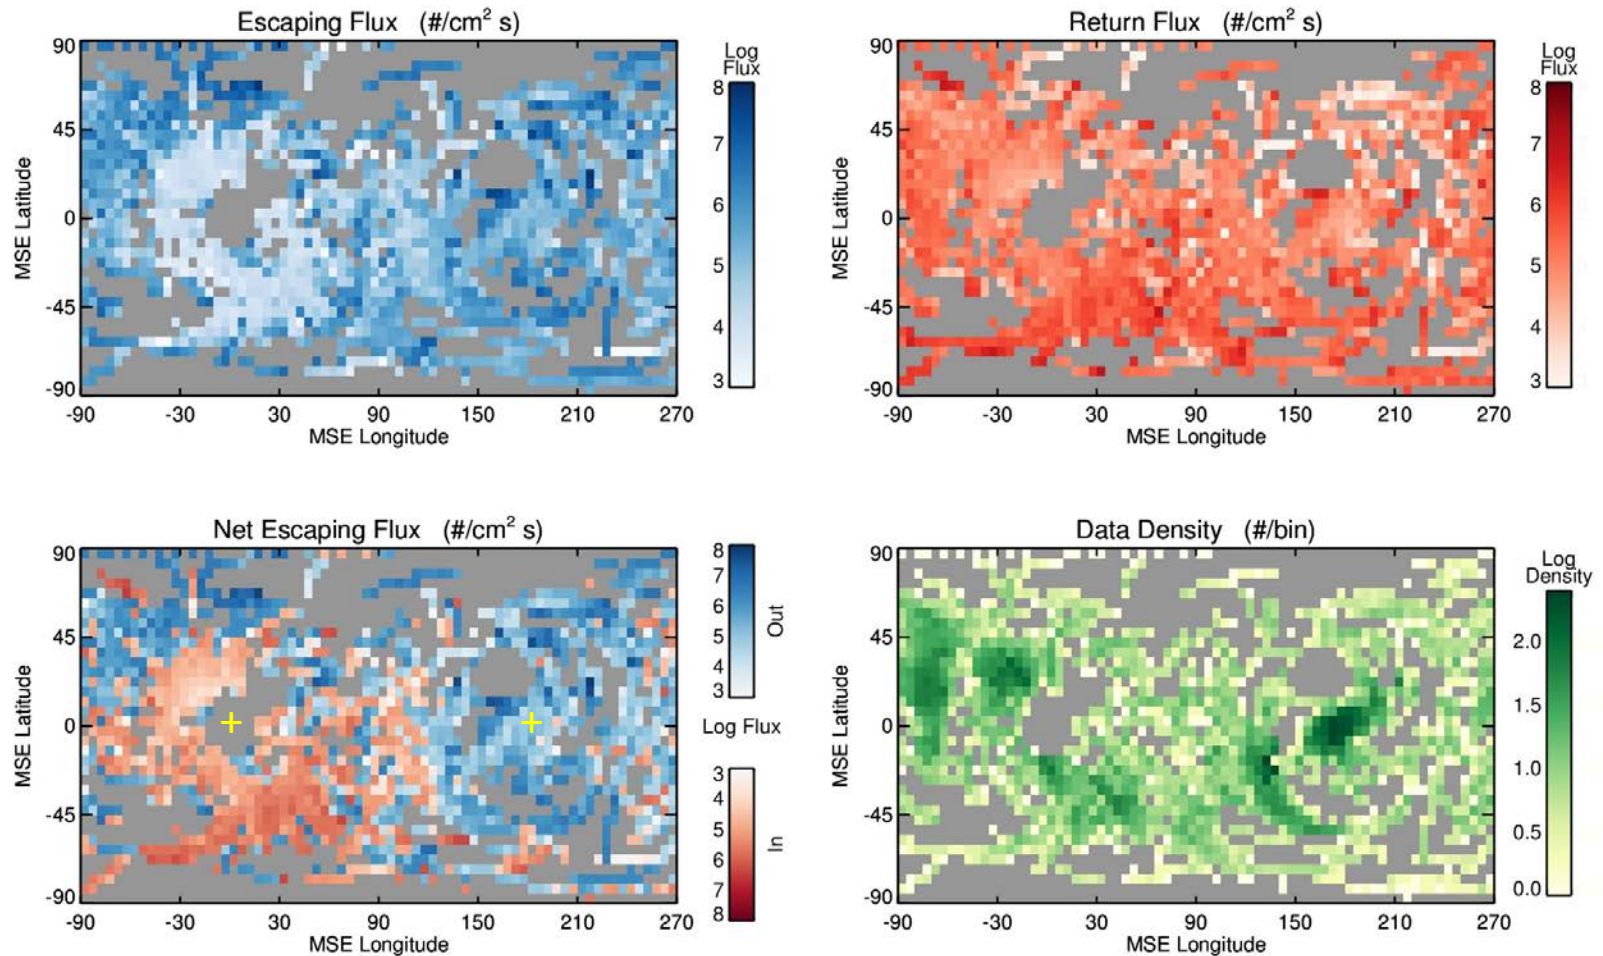 Escaping Flux (#/cm² s)
Log
Flux
90
45
0
-45
-90
MSE Latitude
-90 -30 30 90 150 210 270
MSE Longitude
8
7
6
5
4
3
Return Flux (#/cm² s)
Log
Flux
90
45
0
-45
-90
MSE Latitude
-90 -30 30 90 150 210 270
MSE Longitude
8
7
6
5
4
3
Net Escaping Flux (#/cm² s)
90
45
0
-45
-90
MSE Latitude
-90 -30 30 90 150 210 270
MSE Longitude
8
7
6
5
4
3
Out
Log Flux
3
4
5
6
7
8
In
Data Density (#/bin)
Log
Density
90
45
0
-45
-90
MSE Latitude
-90 -30 30 90 150 210 270
MSE Longitude
2.0
1.5
1.0
0.5
0.0